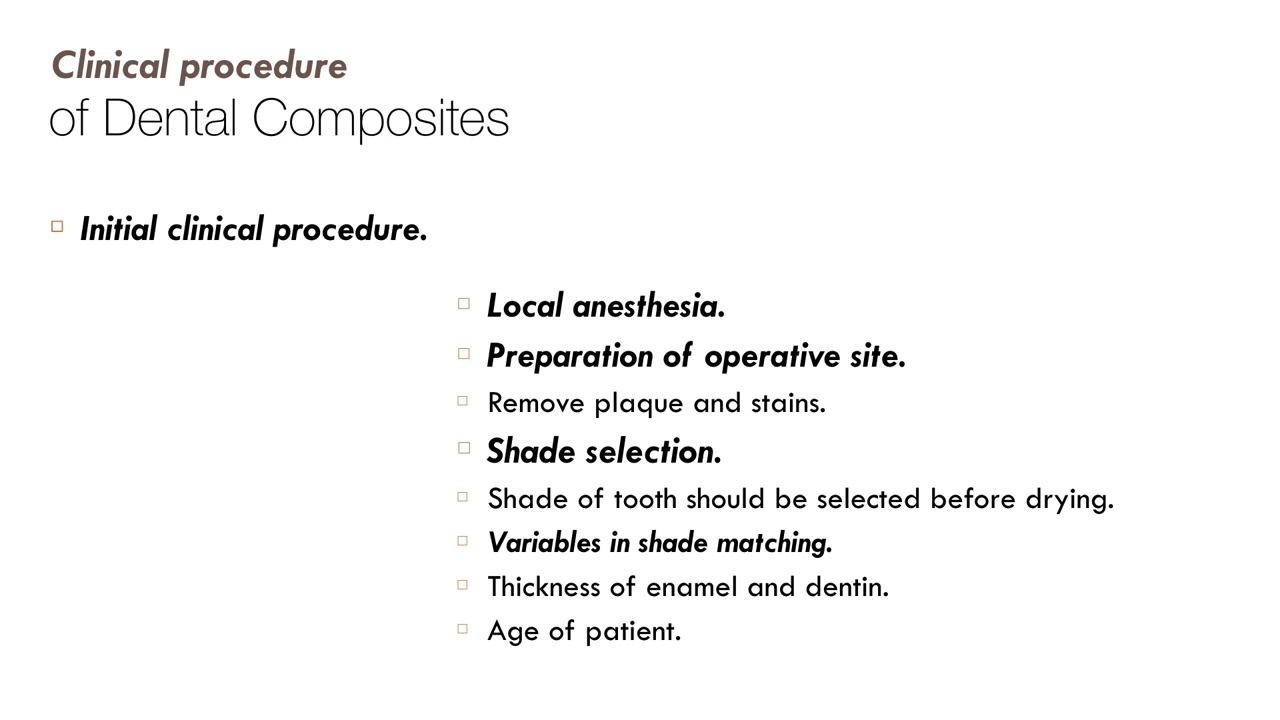 Clinical procedure
of Dental Composites
Initial clinical procedure.
Local anesthesia.
Preparation of operative site.
Remove plaque and stains.
Shade selection.
Shade of tooth should be selected before drying.
Variables in shade matching.
Thickness of enamel and dentin.
Age of patient.